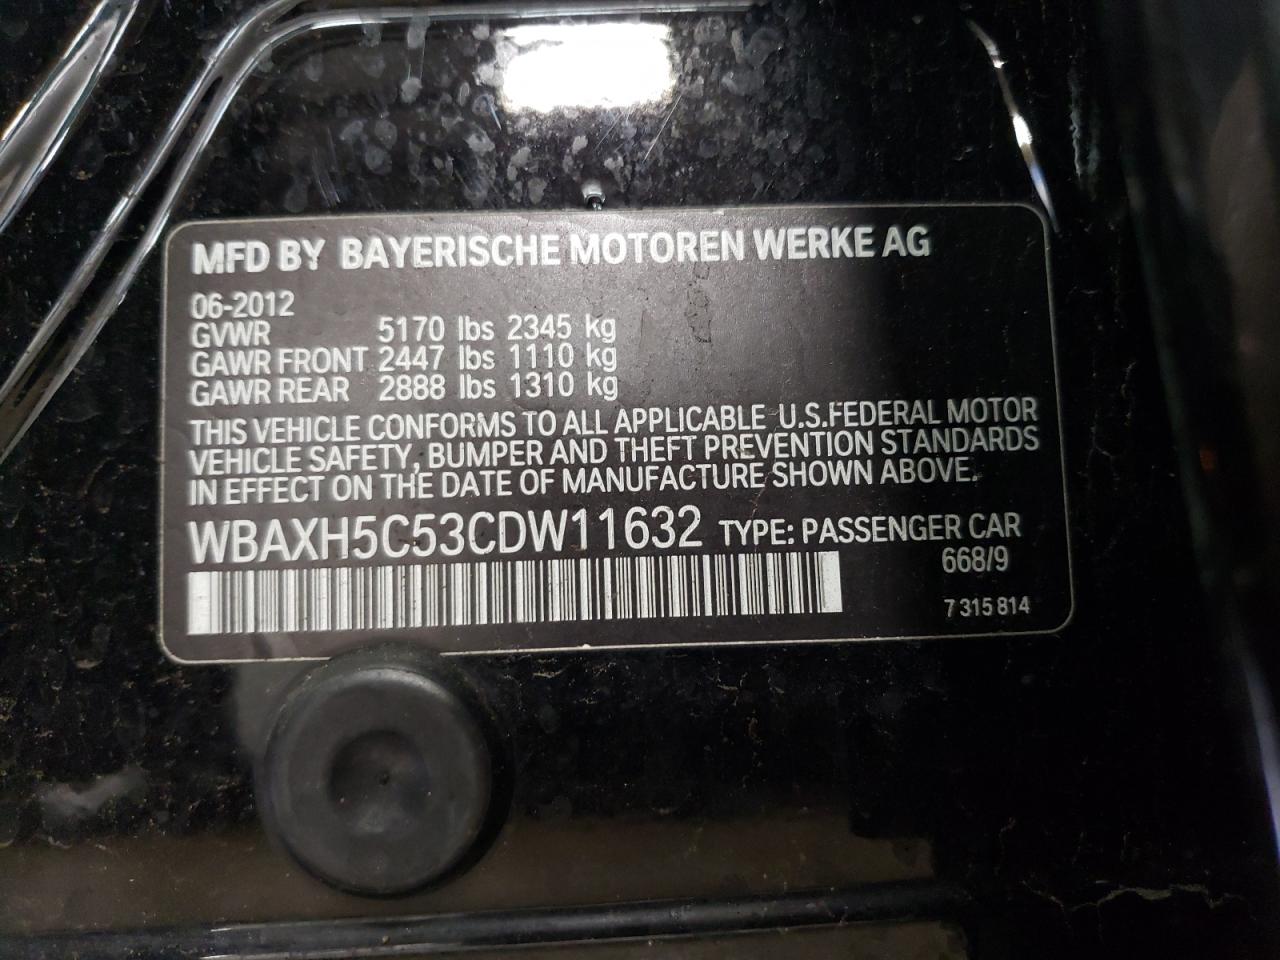 MFD BY BAYERISCHE MOTOREN WERKE AG
06-2012
GVWR 5170 lbs 2345 kg
GAWR FRONT 2447 lbs 1110 kg
GAWR REAR 2888 lbs 1310 kg
THIS VEHICLE CONFORMS TO ALL APPLICABLE U.S.FEDERAL MOTOR
VEHICLE SAFETY, BUMPER AND THEFT PREVENTION STANDARDS
IN EFFECT ON THE DATE OF MANUFACTURE SHOWN ABOVE.
WBAXH5C53CDW11632 TYPE: PASSENGER CAR
668/9
7 315 814